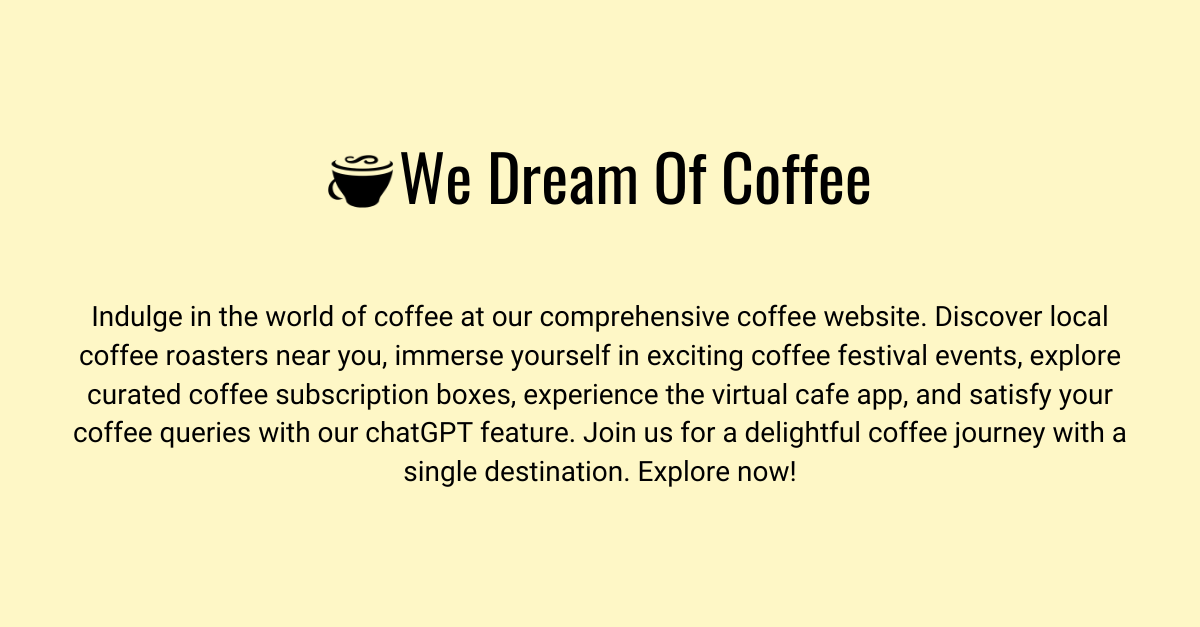 We Dream Of Coffee
Indulge in the world of coffee at our comprehensive coffee website. Discover local
coffee roasters near you, immerse yourself in exciting coffee festival events, explore
curated coffee subscription boxes, experience the virtual cafe app, and satisfy your
coffee queries with our chatGPT feature. Join us for a delightful coffee journey with a
single destination. Explore now!